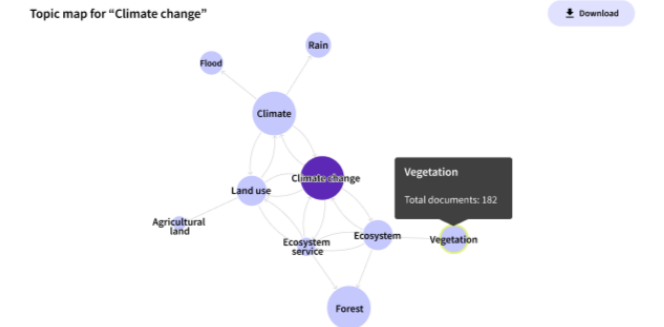 Topic map for “Climate change”
Download
Rain
Flood
Climate
Climate change
Vegetation
Total documents: 182
Land use
Agricultural
land
Ecosystem
service
Ecosystem
Vegetation
Forest